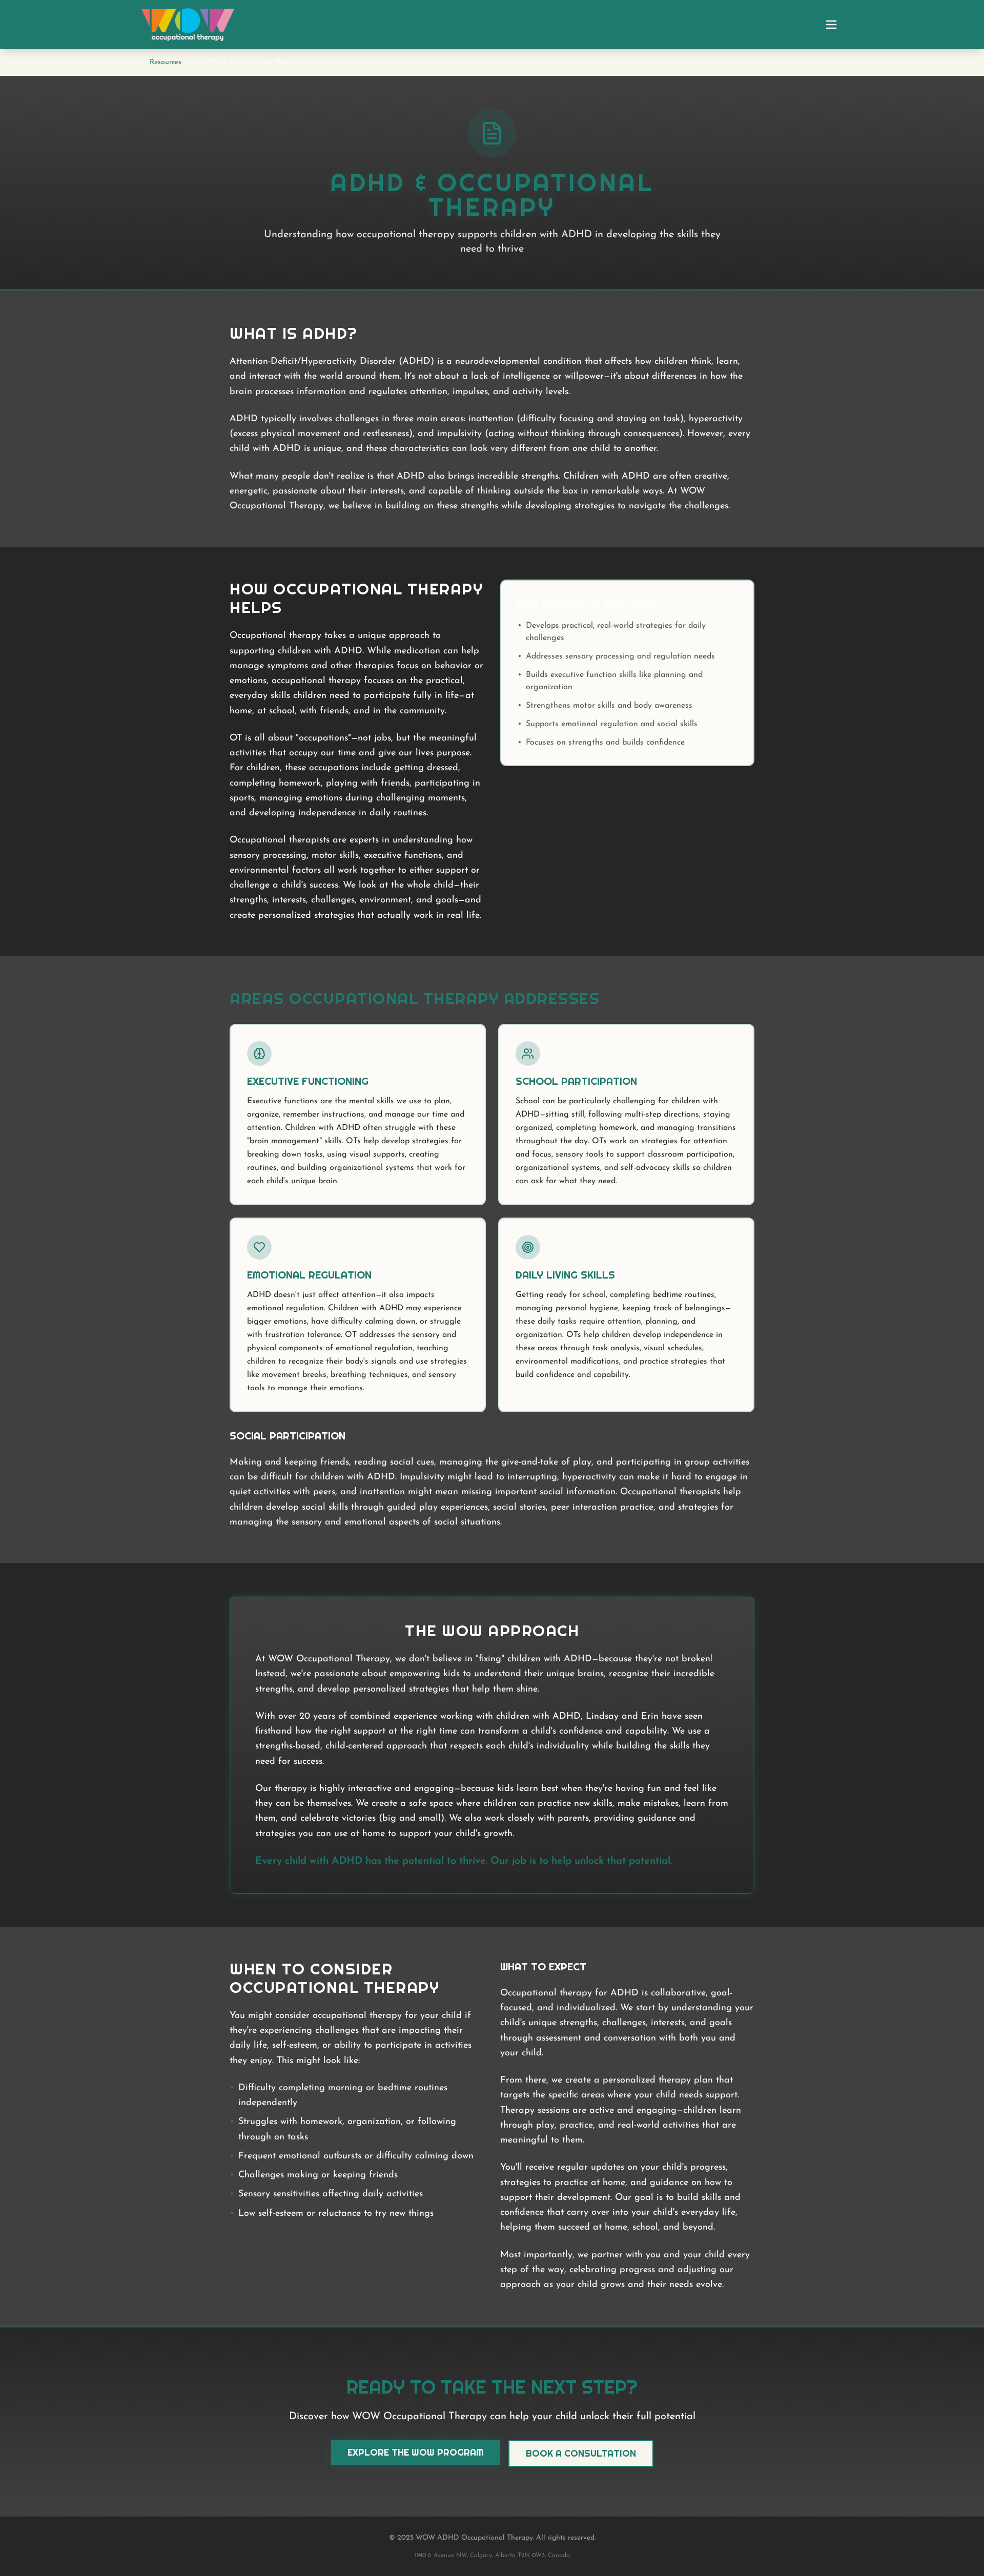 WOW
occupational therapy
Resources
ADHD & OCCUPATIONAL
THERAPY
Understanding how occupational therapy supports children with ADHD in developing the skills they
need to thrive
WHAT IS ADHD?
Attention-Deficit/Hyperactivity Disorder (ADHD) is a neurodevelopmental condition that affects how children think, learn,
and interact with the world around them. It's not about a lack of intelligence or willpower—it's about differences in how the
brain processes information and regulates attention, impulses, and activity levels.
ADHD typically involves challenges in three main areas: inattention (difficulty focusing and staying on task), hyperactivity
(excess physical movement and restlessness), and impulsivity (acting without thinking through consequences). However, every
child with ADHD is unique, and these characteristics can look very different from one child to another.
What many people don't realize is that ADHD also brings incredible strengths. Children with ADHD are often creative,
energetic, passionate about their interests, and capable of thinking outside the box in remarkable ways. At WOW
Occupational Therapy, we believe in building on these strengths while developing strategies to navigate the challenges.
HOW OCCUPATIONAL THERAPY
HELPS
Occupational therapy takes a unique approach to
supporting children with ADHD. While medication can help
manage symptoms and other therapies focus on behavior or
emotions, occupational therapy focuses on the practical,
everyday skills children need to participate fully in life—at
home, at school, with friends, and in the community.
OT is all about "occupations"—not jobs, but the meaningful
activities that occupy our time and give our lives purpose.
For children, these occupations include getting dressed,
completing homework, playing with friends, participating in
sports, managing emotions during challenging moments,
and developing independence in daily routines.
Occupational therapists are experts in understanding how
sensory processing, motor skills, executive functions, and
environmental factors all work together to either support or
challenge a child's success. We look at the whole child—their
strengths, interests, challenges, environment, and goals—and
create personalized strategies that actually work in real life.
• Develops practical, real-world strategies for daily
challenges
• Addresses sensory processing and regulation needs
• Builds executive function skills like planning and
organization
• Strengthens motor skills and body awareness
• Supports emotional regulation and social skills
• Focuses on strengths and builds confidence
AREAS OCCUPATIONAL THERAPY ADDRESSES
EXECUTIVE FUNCTIONING
Executive functions are the mental skills we use to plan,
organize, remember instructions, and manage our time and
attention. Children with ADHD often struggle with these
"brain management" skills. OTs help develop strategies for
breaking down tasks, using visual supports, creating
routines, and building organizational systems that work for
each child's unique brain.
SCHOOL PARTICIPATION
School can be particularly challenging for children with
ADHD—sitting still, following multi-step directions, staying
organized, completing homework, and managing transitions
throughout the day. OTs work on strategies for attention
and focus, sensory tools to support classroom participation,
organizational systems, and self-advocacy skills so children
can ask for what they need.
EMOTIONAL REGULATION
ADHD doesn't just affect attention—it also impacts
emotional regulation. Children with ADHD may experience
bigger emotions, have difficulty calming down, or struggle
with frustration tolerance. OT addresses the sensory and
physical components of emotional regulation, teaching
children to recognize their body's signals and use strategies
like movement breaks, breathing techniques, and sensory
tools to manage their emotions.
DAILY LIVING SKILLS
Getting ready for school, completing bedtime routines,
managing personal hygiene, keeping track of belongings—
these daily tasks require attention, planning, and
organization. OTs help children develop independence in
these areas through task analysis, visual schedules,
environmental modifications, and practice strategies that
build confidence and capability.
SOCIAL PARTICIPATION
Making and keeping friends, reading social cues, managing the give-and-take of play, and participating in group activities
can be difficult for children with ADHD. Impulsivity might lead to interrupting, hyperactivity can make it hard to engage in
quiet activities with peers, and inattention might mean missing important social information. Occupational therapists help
children develop social skills through guided play experiences, social stories, peer interaction practice, and strategies for
managing the sensory and emotional aspects of social situations.
THE WOW APPROACH
At WOW Occupational Therapy, we don't believe in "fixing" children with ADHD—because they're not broken!
Instead, we're passionate about empowering kids to understand their unique brains, recognize their incredible
strengths, and develop personalized strategies that help them shine.
With over 20 years of combined experience working with children with ADHD, Lindsay and Erin have seen
firsthand how the right support at the right time can transform a child's confidence and capability. We use a
strengths-based, child-centered approach that respects each child's individuality while building the skills they
need for success.
Our therapy is highly interactive and engaging—because kids learn best when they're having fun and feel like
they can be themselves. We create a safe space where children can practice new skills, make mistakes, learn from
them, and celebrate victories (big and small). We also work closely with parents, providing guidance and
strategies you can use at home to support your child's growth.
Every child with ADHD has the potential to thrive. Our job is to help unlock that potential.
WHEN TO CONSIDER
OCCUPATIONAL THERAPY
You might consider occupational therapy for your child if
they're experiencing challenges that are impacting their
daily life, self-esteem, or ability to participate in activities
they enjoy. This might look like:
• Difficulty completing morning or bedtime routines
independently
• Struggles with homework, organization, or following
through on tasks
• Frequent emotional outbursts or difficulty calming down
• Challenges making or keeping friends
• Sensory sensitivities affecting daily activities
• Low self-esteem or reluctance to try new things
WHAT TO EXPECT
Occupational therapy for ADHD is collaborative, goal-
focused, and individualized. We start by understanding your
child's unique strengths, challenges, interests, and goals
through assessment and conversation with both you and
your child.
From there, we create a personalized therapy plan that
targets the specific areas where your child needs support.
Therapy sessions are active and engaging—children learn
through play, practice, and real-world activities that are
meaningful to them.
You'll receive regular updates on your child's progress,
strategies to practice at home, and guidance on how to
support their development. Our goal is to build skills and
confidence that carry over into your child's everyday life,
helping them succeed at home, school, and beyond.
Most importantly, we partner with you and your child every
step of the way, celebrating progress and adjusting our
approach as your child grows and their needs evolve.
READY TO TAKE THE NEXT STEP?
Discover how WOW Occupational Therapy can help your child unlock their full potential
EXPLORE THE WOW PROGRAM
BOOK A CONSULTATION
© 2025 WOW ADHD Occupational Therapy. All rights reserved.
1940 6 Avenue NW, Calgary, Alberta T2N 0W3, Canada